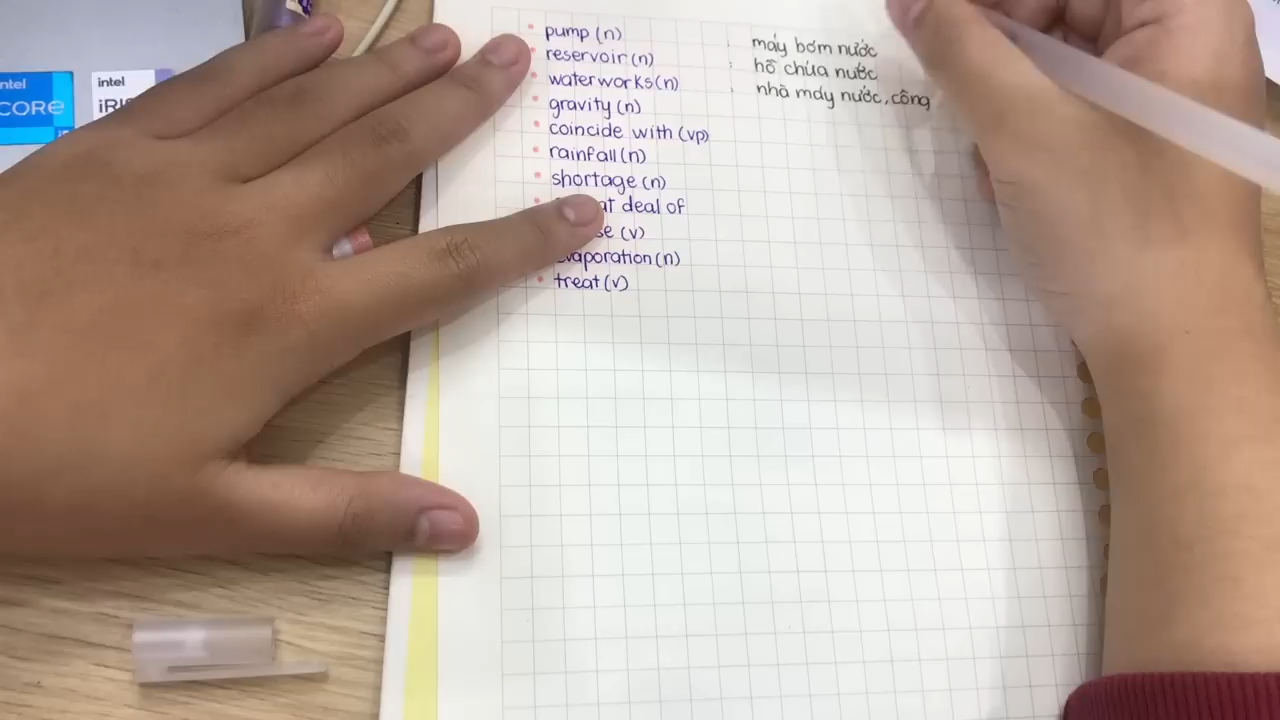 intel
CORE
intel
pump (n) : máy bơm nước
reservoir (n) : hồ chứa nước
waterworks (n) : nhà máy nước, công
gravity (n)
coincide with (vp)
rainfall (n)
shortage (n)
deal of
(v)
evaporation (n)
treat (v)